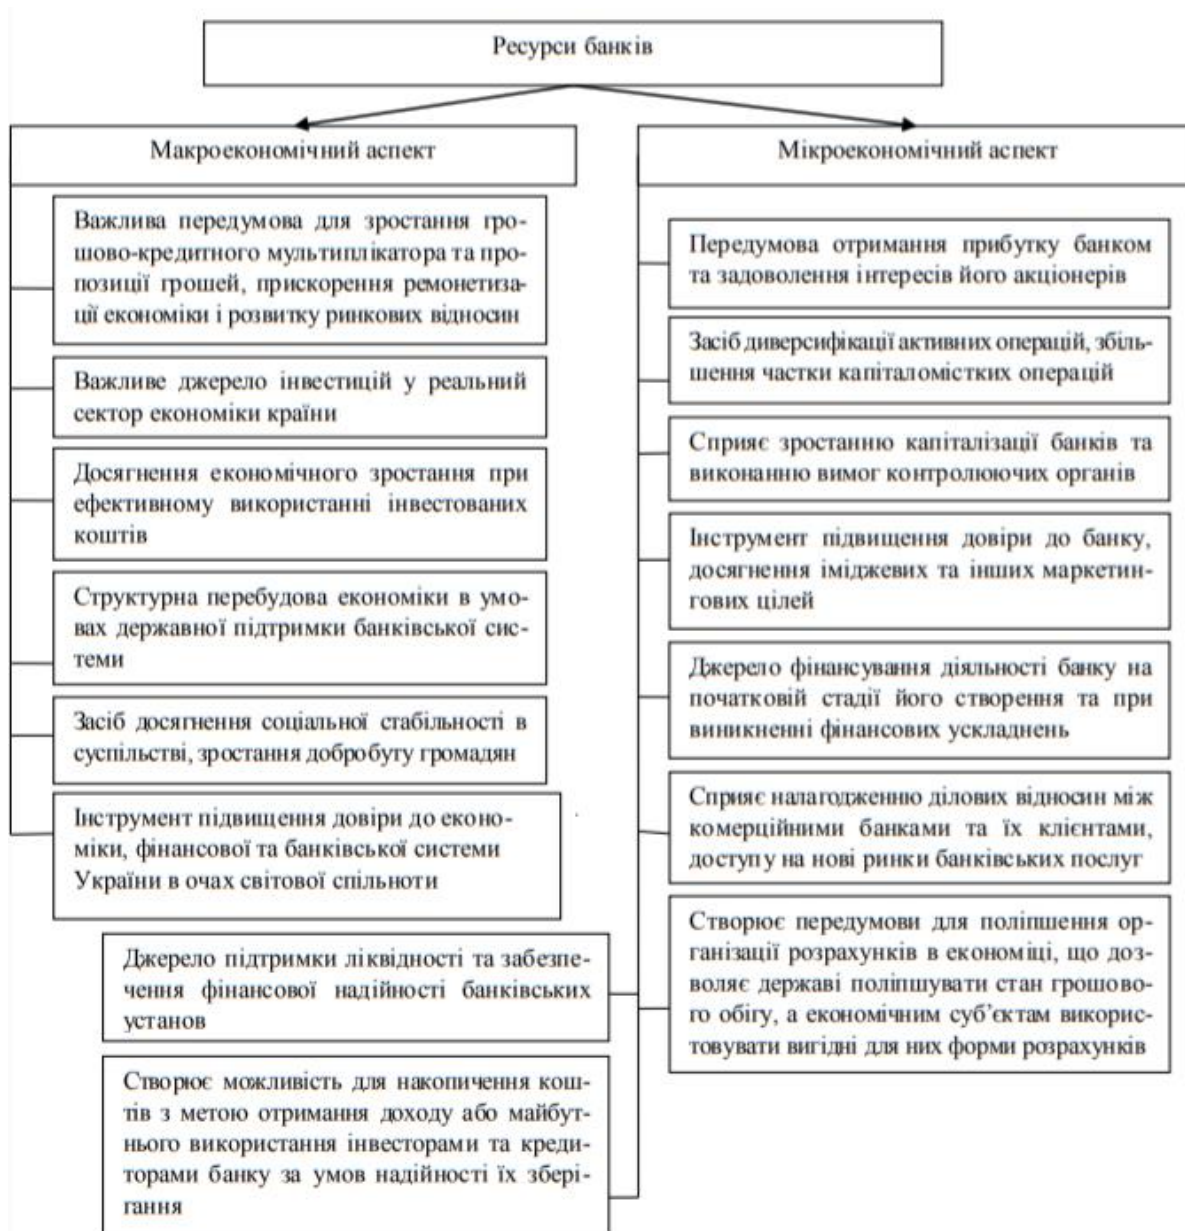 Ресурси банків
Макроекономічний аспект
Важлива передумова для зростання гро-
шово-кредитного мультиплікатора та про-
позиції грошей, прискорення ремонетиза-
ції економіки і розвитку ринкових відносин
Важливе джерело інвестицій у реальний
сектор економіки країни
Досягнення економічного зростання при
ефективному використанні інвестованих
коштів
Структурна перебудова економіки в умо-
вах державної підтримки банківської сис-
теми
Засіб досягнення соціальної стабільності в
суспільстві, зростання добробуту громадян
Інструмент підвищення довіри до еконо-
міки, фінансової та банківської системи
України в очах світової спільноти
Мікроекономічний аспект
Передумова отримання прибутку банком
та задоволення інтересів його акціонерів
Засіб диверсифікації активних операцій, збіль-
шення частки капіталомістких операцій
Сприяє зростанню капіталізації банків та
виконанню вимог контролюючих органів
Інструмент підвищення довіри до банку,
досягнення іміджевих та інших маркетин-
гових цілей
Джерело фінансування діяльності банку на
початковій стадії його створення та при
виникненні фінансових ускладнень
Сприяє налагодженню ділових відносин між
комерційними банками та їх клієнтами,
доступу на нові ринки банківських послуг
Створює передумови для поліпшення ор-
ганізації розрахунків в економіці, що доз-
воляє державі поліпшувати стан грошово-
го обігу, а економічним суб’єктам викорис-
товувати вигідні для них форми розрахунків
Джерело підтримки ліквідності та забезпе-
чення фінансової надійності банківських
установ
Створює можливість для накопичення кош-
тів з метою отримання доходу або майбут-
нього використання інвесторами та креди-
торами банку за умов надійності їх збері-
гання